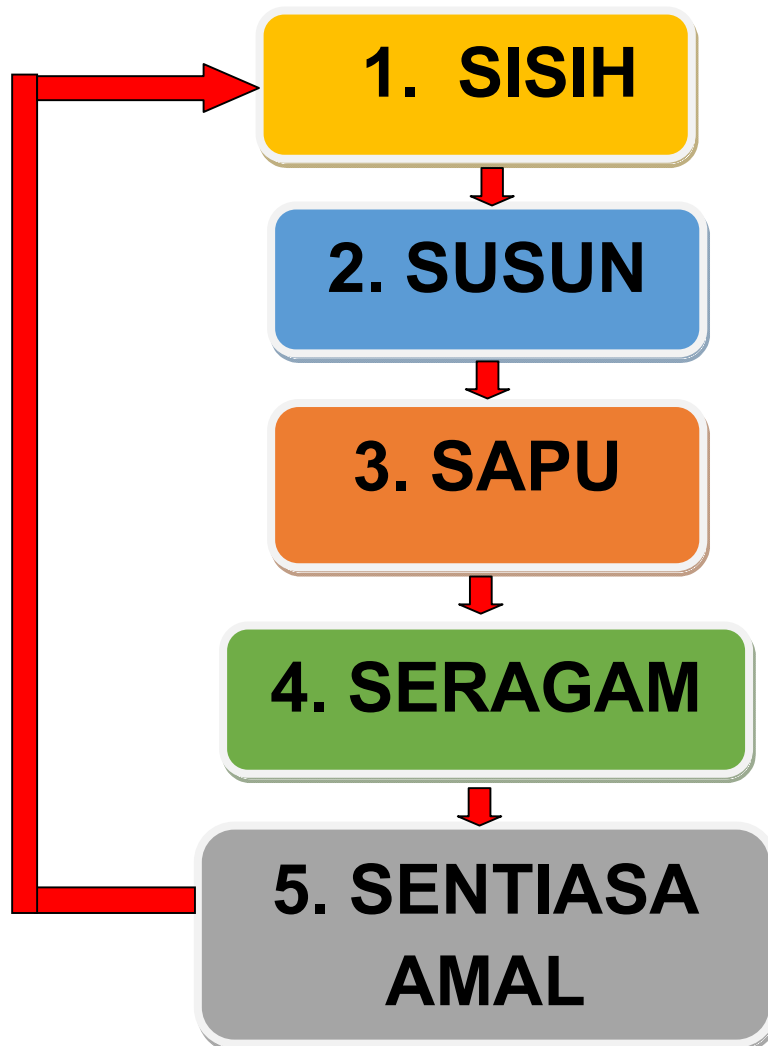 1. SISIH
2. SUSUN
3. SAPU
4. SERAGAM
5. SENTIASA
AMAL